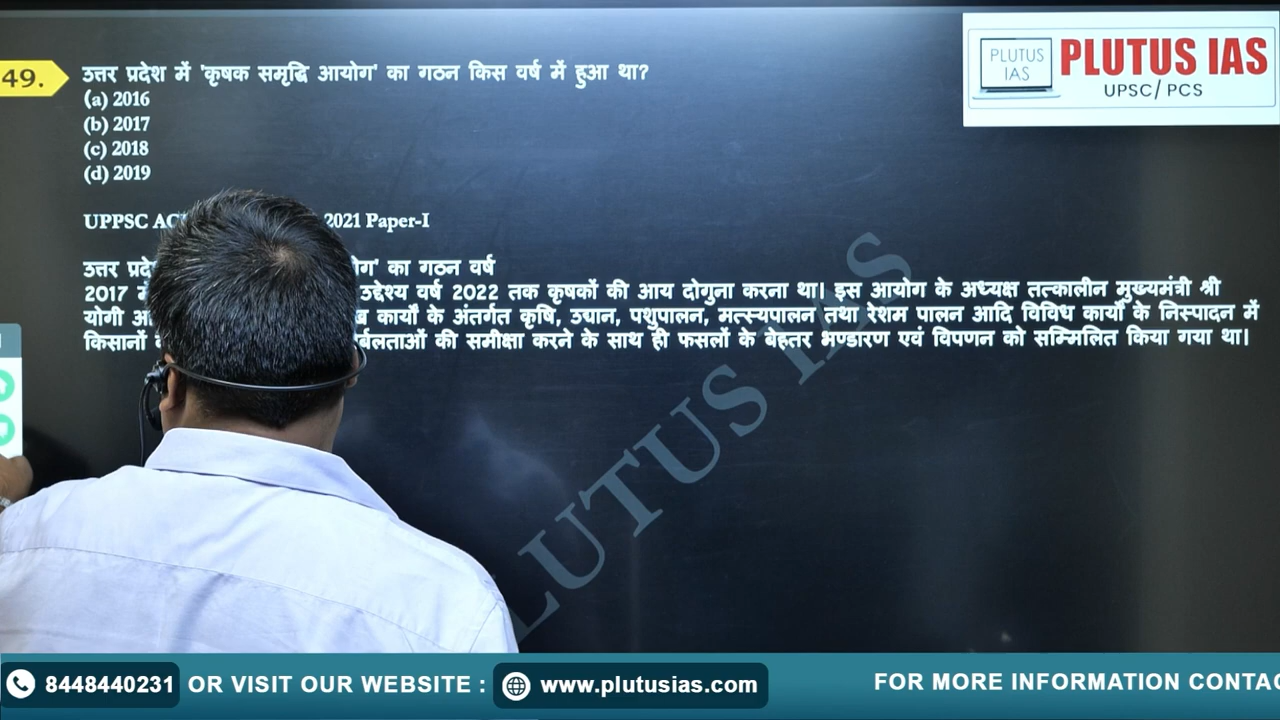 49.
उत्तर प्रदेश में 'कृषक समृद्धि आयोग' का गठन किस वर्ष में हुआ था?
(a) 2016
(b) 2017
(c) 2018
(d) 2019
UPPSC 2021 Paper-I
उत्तर का गठन वर्ष
2017 उद्देश्य वर्ष 2022 तक कृषकों की आय दोगुना करना था। इस आयोग के अध्यक्ष तत्कालीन मुख्यमंत्री श्री
योगी कार्यों के अंतर्गत कृषि, उद्यान, पशुपालन, मत्स्यपालन तथा रेशम पालन आदि विविध कार्यों के निस्पादन में
किसानों की समीक्षा करने के साथ ही फसलों के बेहतर भण्डारण एवं विपणन को सम्मिलित किया गया था।
PLUTUS
IAS
PLUTUS IAS
UPSC/ PCS
PLUTUS IAS
8448440231 OR VISIT OUR WEBSITE : www.plutusias.com FOR MORE INFORMATION